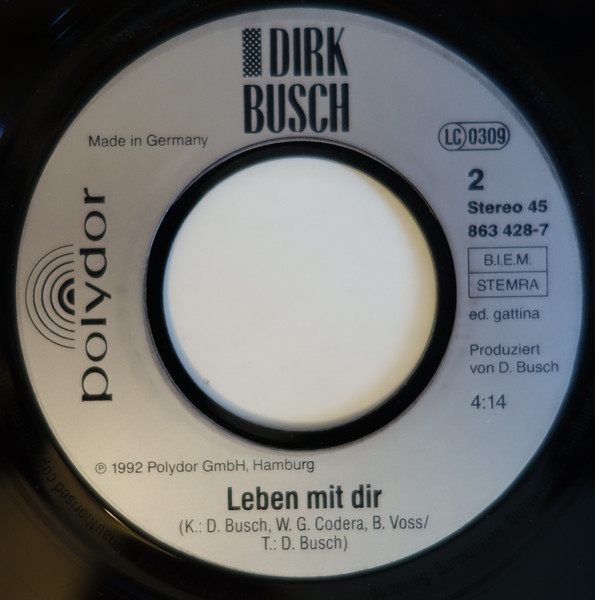 DIRK
BUSCH
Made in Germany
LC 0309
2
Stereo 45
863 428-7
B.I.E.M.
STEMRA
ed. gattina
Produziert
von D. Busch
4:14
polydor
℗ 1992 Polydor GmbH, Hamburg
Leben mit dir
(K.: D. Busch, W. G. Codera, B. Voss/
T.: D. Busch)